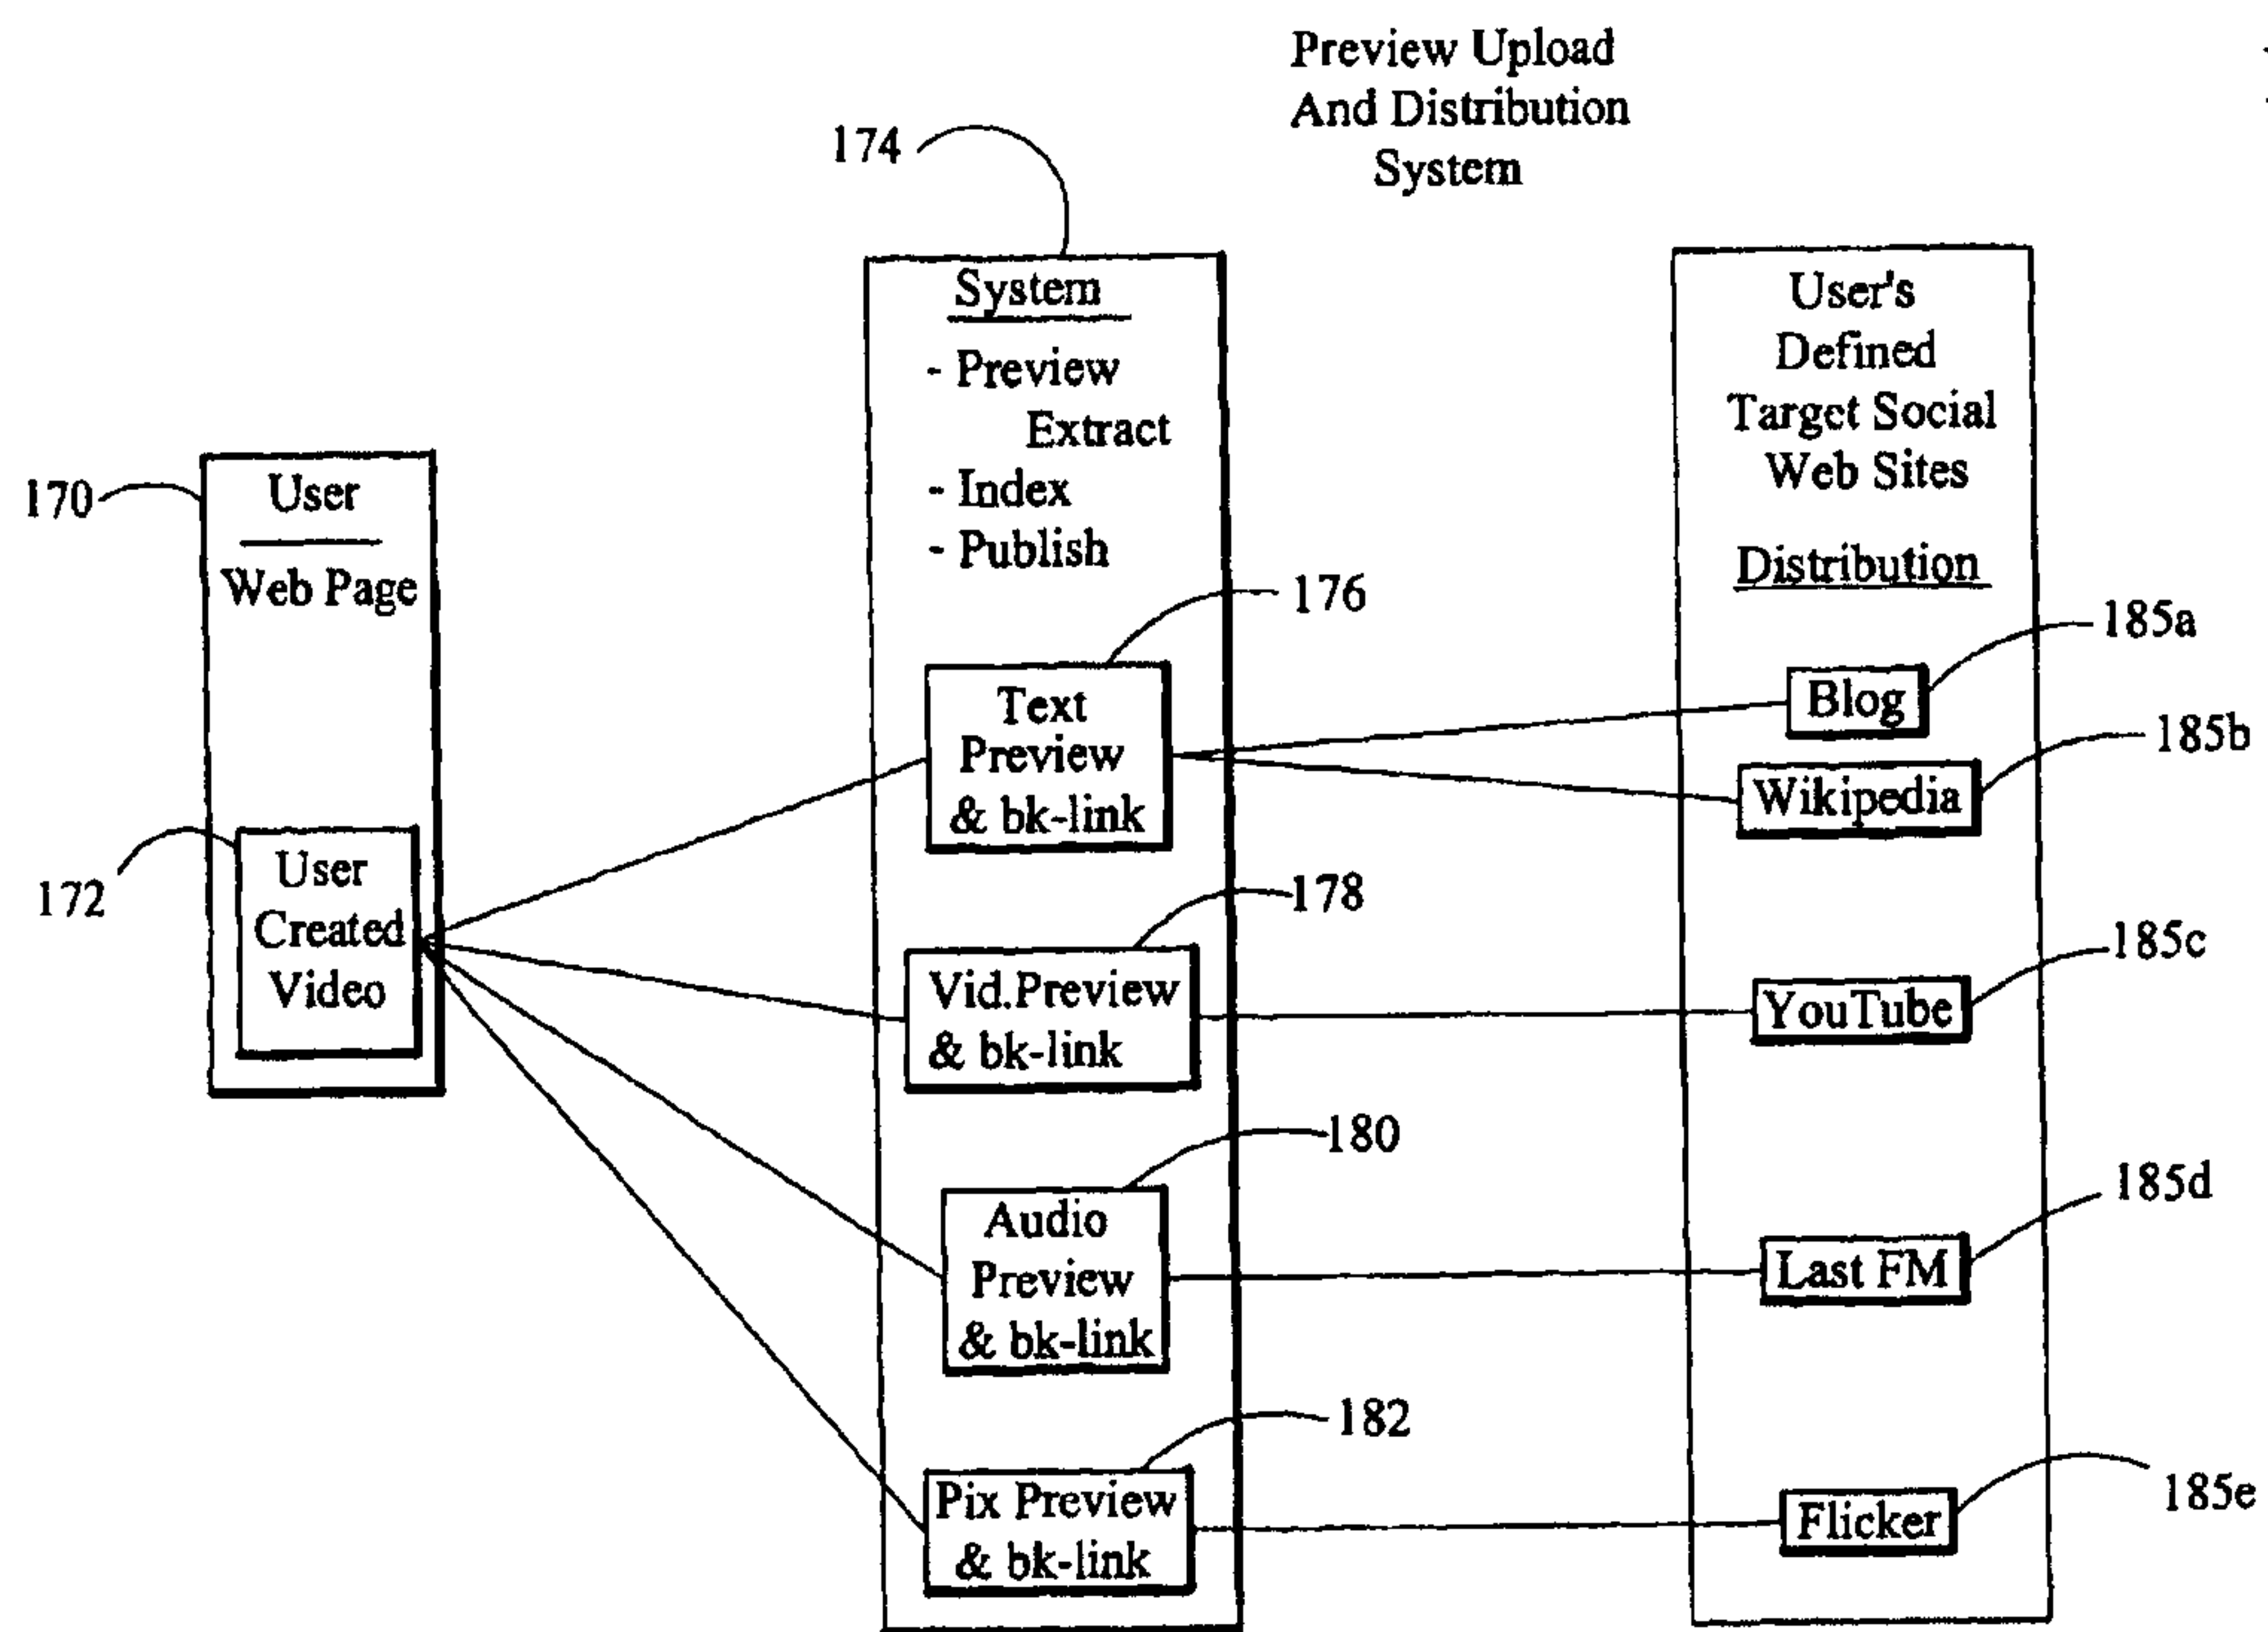 Preview Upload
And Distribution
System
174
System
- Preview
Extract
- Index
- Publish
User's
Defined
Target Social
Web Sites
Distribution
170
User
Web Page
172
User
Created
Video
176
Text
Preview
& bk-link
178
Vid.Preview
& bk-link
180
Audio
Preview
& bk-link
182
Pix Preview
& bk-link
185a
Blog
185b
Wikipedia
185c
YouTube
185d
Last FM
185e
Flicker